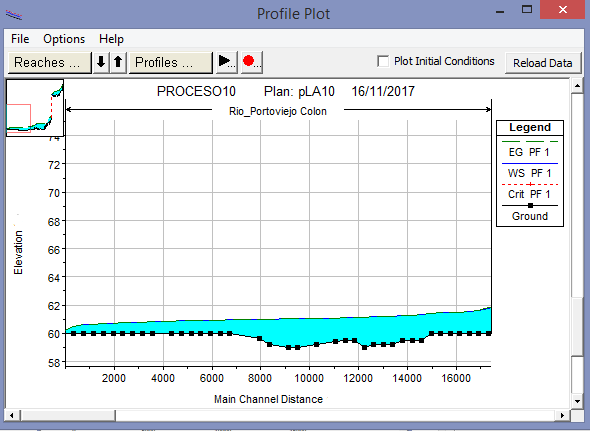 Profile Plot
File Options Help
Reaches ... Profiles ... Plot Initial Conditions Reload Data
PROCESO10 Plan: pLA10 16/11/2017
Rio_Portoviejo Colon
Legend
EG PF 1
WS PF 1
Crit PF 1
Ground
74
72
70
68
66
64
62
60
58
Elevation
2000 4000 6000 8000 10000 12000 14000 16000
Main Channel Distance